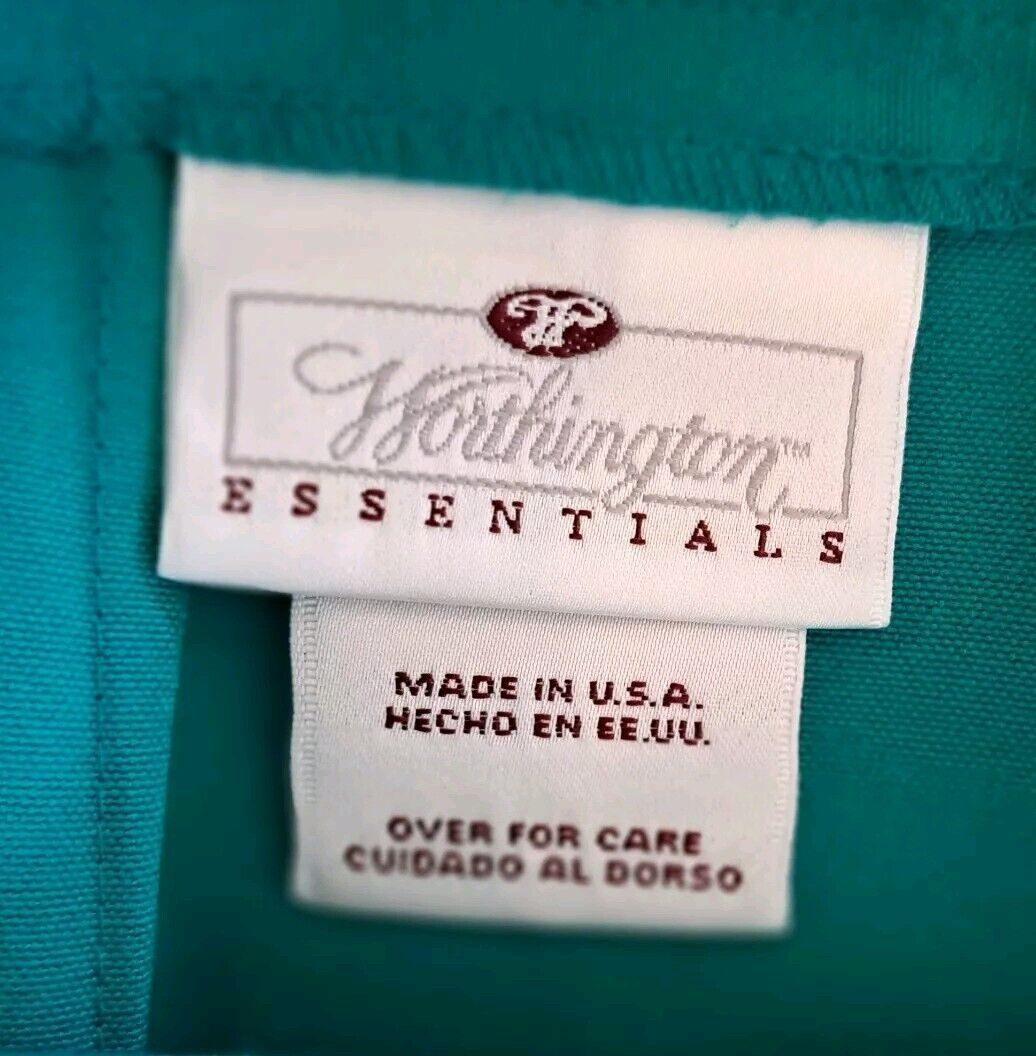 Worthington™
ESSENTIALS
MADE IN U.S.A.
HECHO EN EE.UU.
OVER FOR CARE
CUIDADO AL DORSO